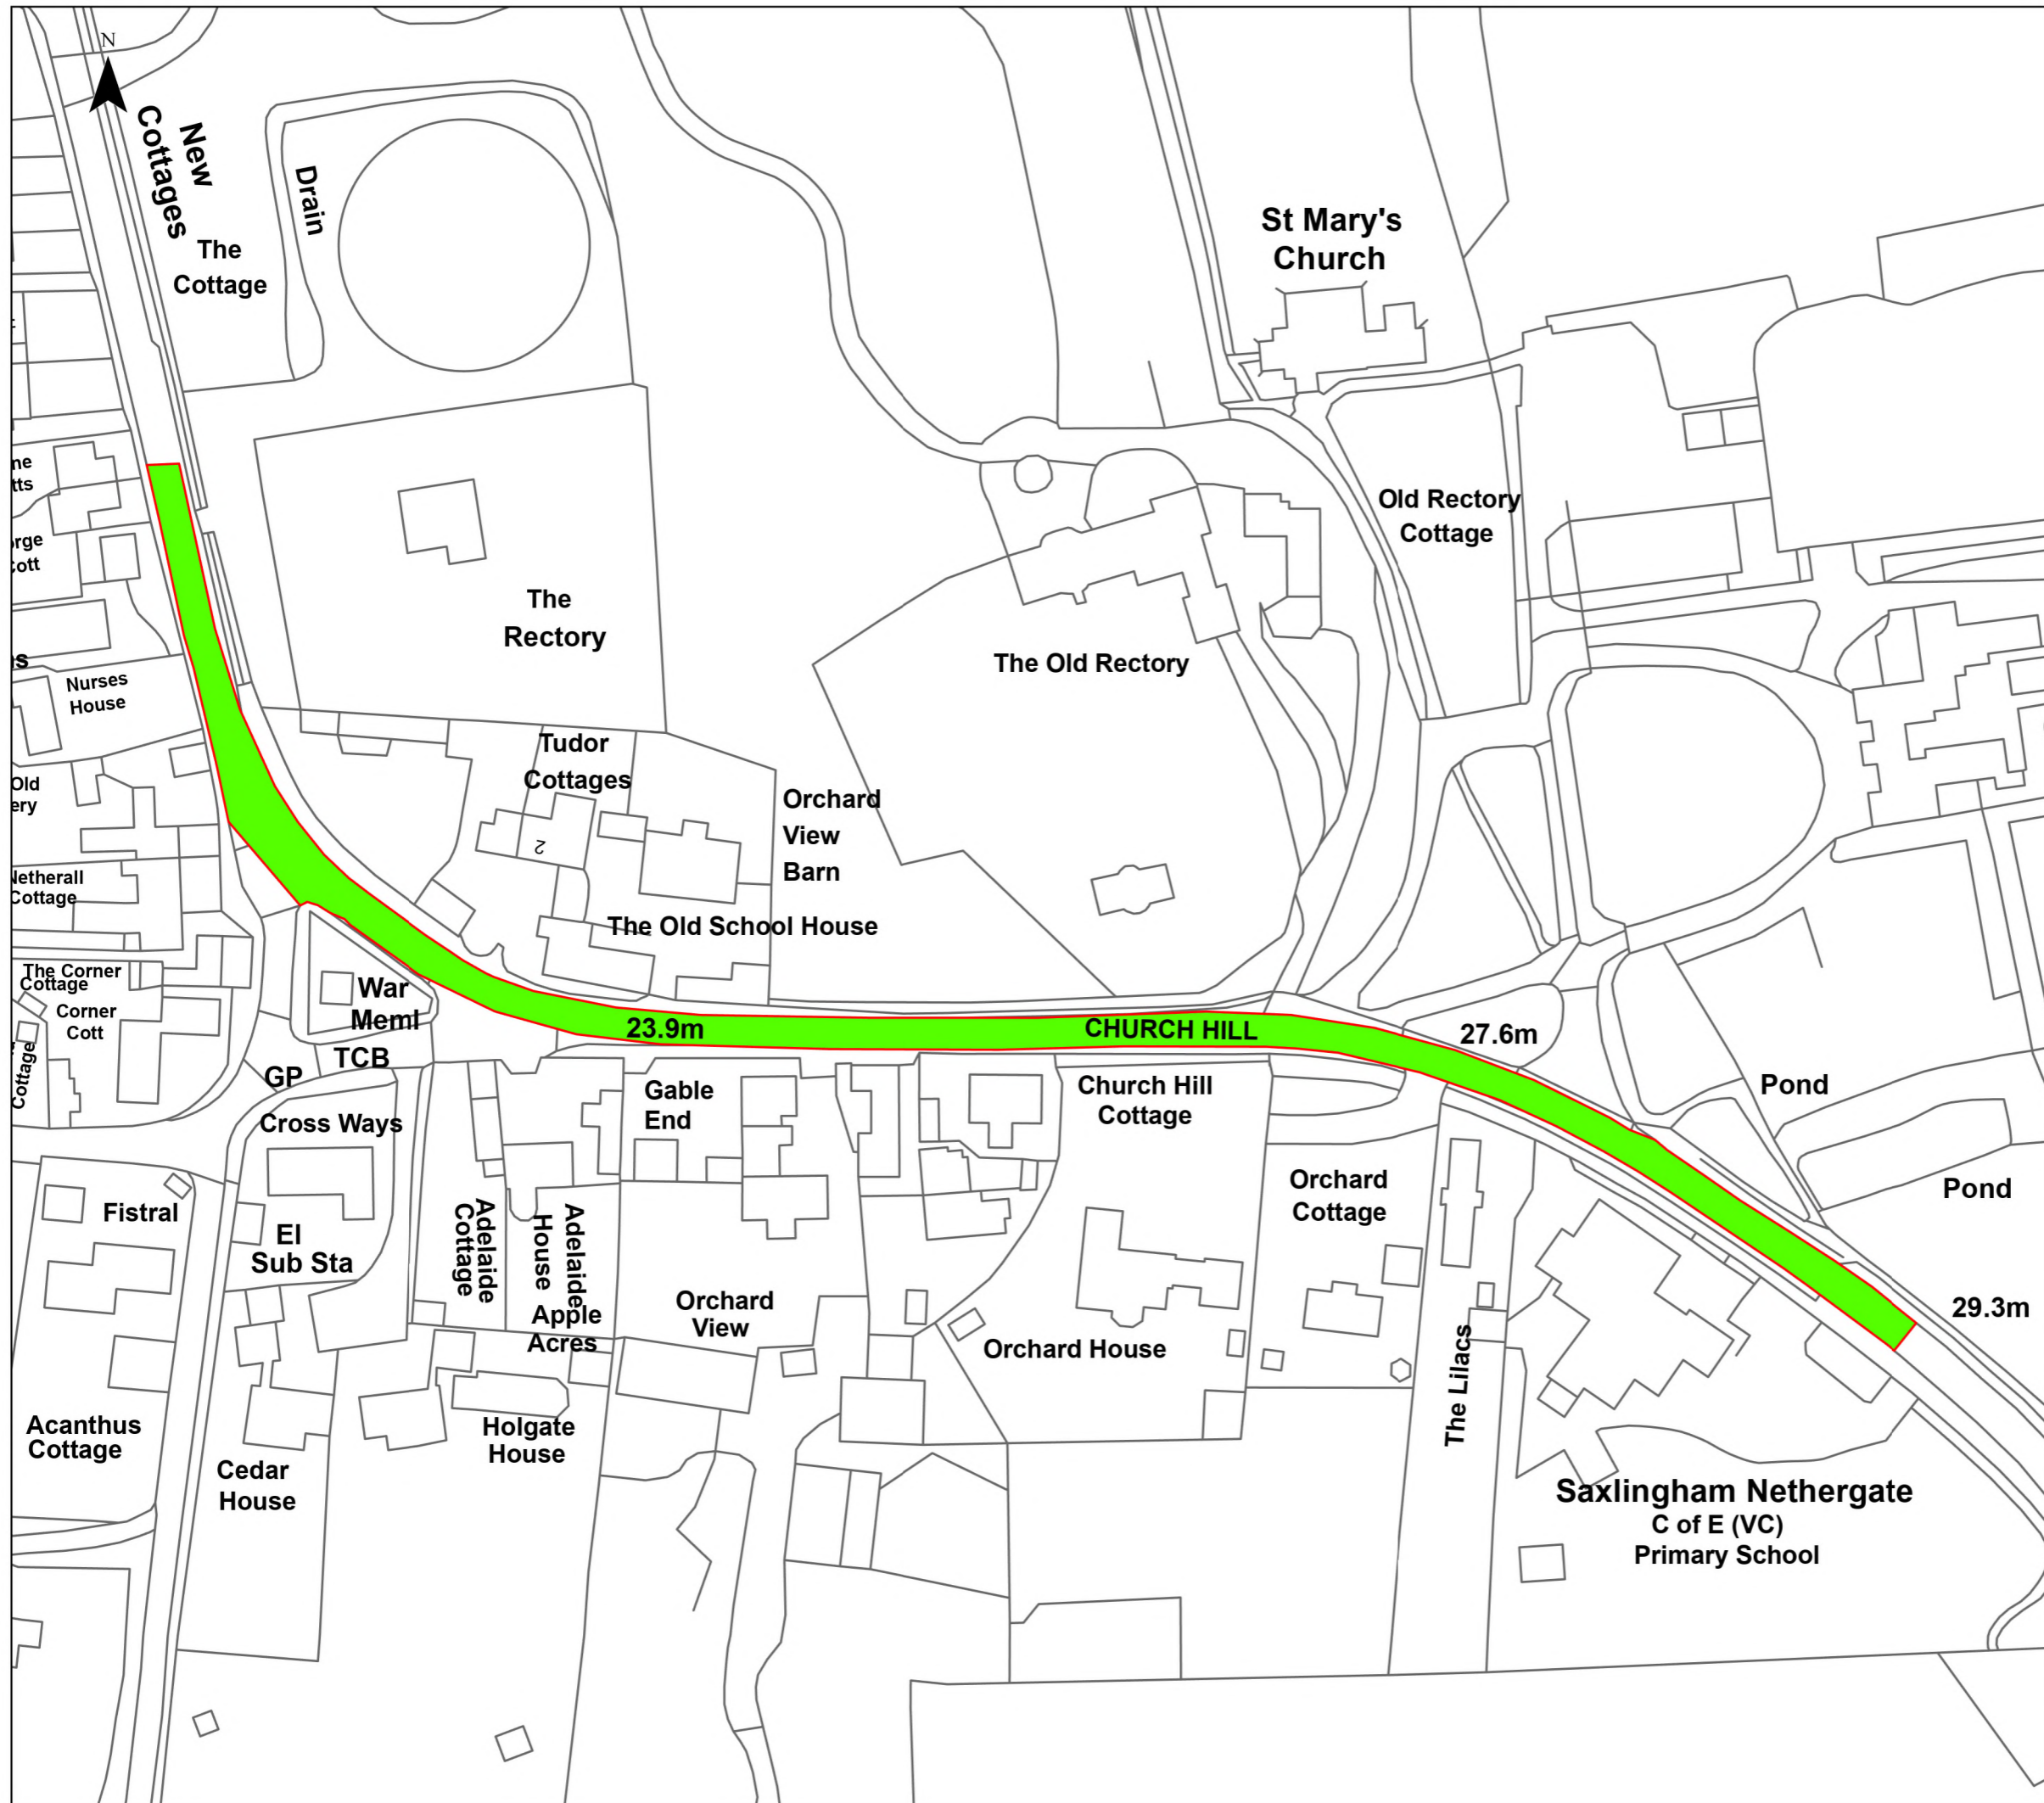 N
New
Cottages
Drain
The
Cottage
St Mary's
Church
Old Rectory
Cottage
The
Rectory
The Old Rectory
Nurses
House
Tudor
Cottages
2
Orchard
View
Barn
The Old School House
Old
Cottage
The Corner
Cottage
Corner
Cott
Cottage
War
Meml
TCB
GP
Cross Ways
23.9m
CHURCH HILL
27.6m
Gable
End
Church Hill
Cottage
Pond
Pond
Orchard
Cottage
Fistral
El
Sub Sta
Adelaide
Cottage
Adelaide
House
Apple
Acres
Orchard
View
Orchard House
The Lilacs
29.3m
Acanthus
Cottage
Cedar
House
Holgate
House
Saxlingham Nethergate
C of E (VC)
Primary School